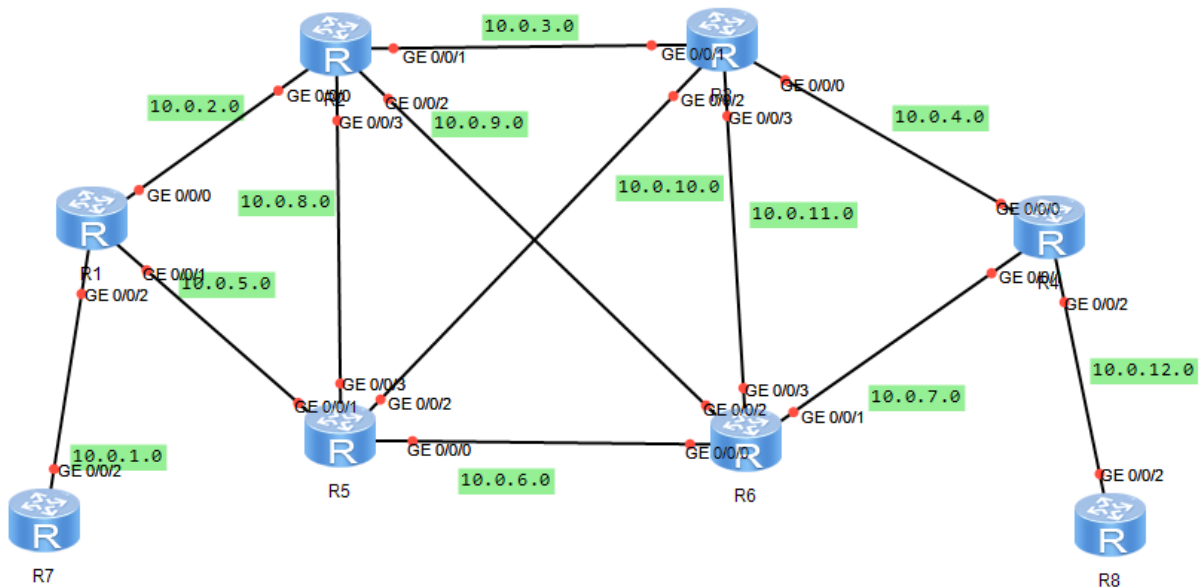 10.0.3.0
GE 0/0/1
GE 0/0/1
R2
R3
GE 0/0/0
GE 0/0/0
10.0.2.0
GE 0/0/2
GE 0/0/2
GE 0/0/3
10.0.9.0
GE 0/0/3
10.0.4.0
GE 0/0/0
10.0.8.0
10.0.10.0
10.0.11.0
GE 0/0/0
R1
GE 0/0/1
10.0.5.0
GE 0/0/2
R4
GE 0/0/2
10.0.12.0
GE 0/0/3
GE 0/0/3
GE 0/0/1
GE 0/0/2
GE 0/0/2
GE 0/0/1
10.0.7.0
GE 0/0/0
GE 0/0/0
10.0.1.0
GE 0/0/2
10.0.6.0
GE 0/0/2
R5
R6
R7
R8
R
R
R
R
R
R
R
R